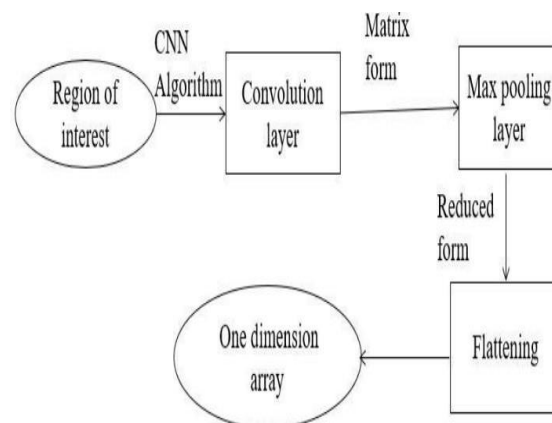 Region of
interest
CNN
Algorithm
Convolution
layer
Matrix
form
Max pooling
layer
Reduced
form
Flattening
One dimension
array